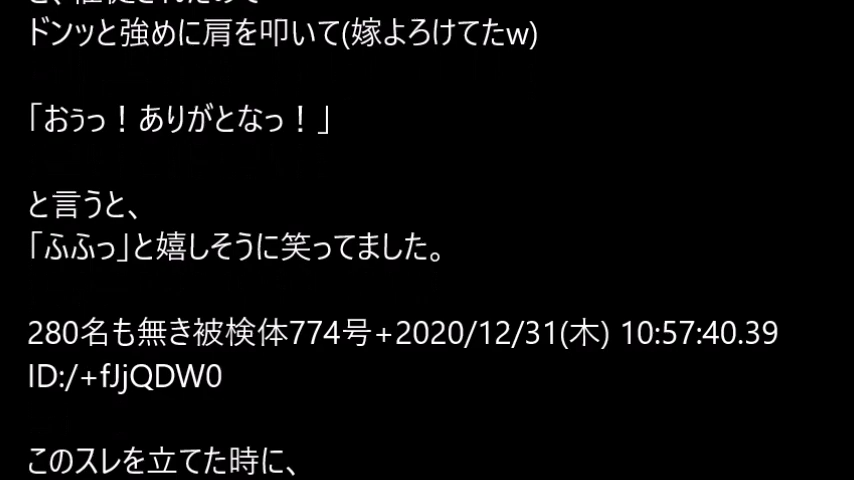 ドンッと強めに肩を叩いて(嫁よろけてたw)
「おぅっ！ありがとなっ！」
と言うと、
「ふふっ」と嬉しそうに笑ってました。
280名も無き被検体774号+2020/12/31(木) 10:57:40.39
ID:/+fJjQDW0
このスレを立てた時に、